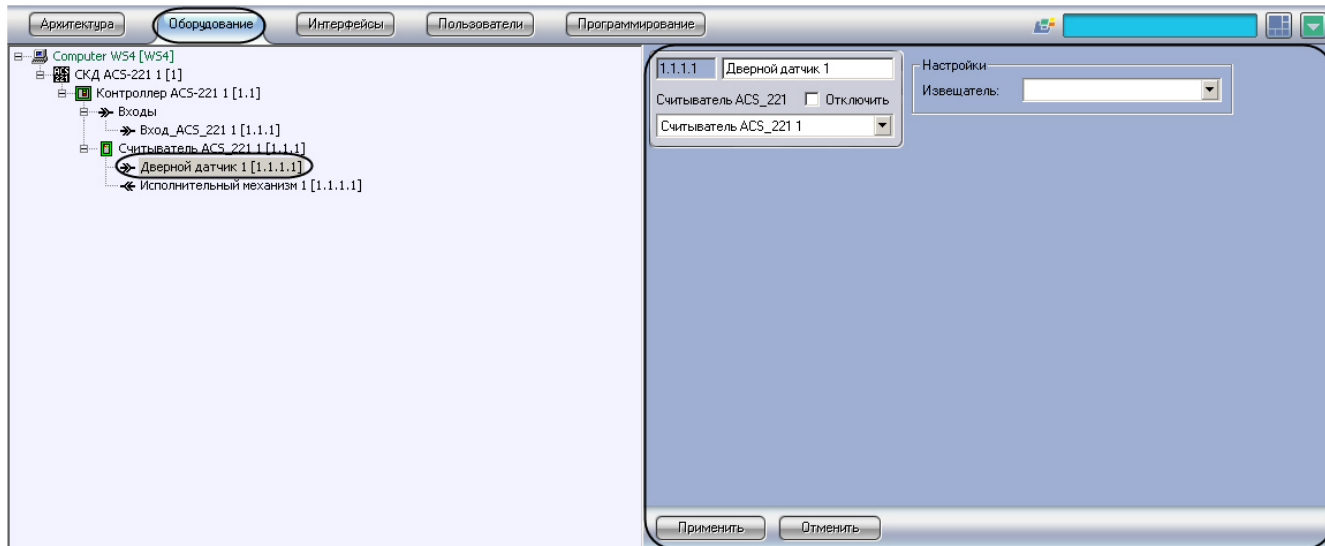 Архитектура Оборудование Интерфейсы Пользователи Программирование
Computer WS4 [WS4]
СКД ACS-221 1 [1]
Контроллер ACS-221 1 [1.1]
Входы
Вход_ACS_221 1 [1.1.1]
Считыватель ACS_221 1 [1.1.1]
Дверной датчик 1 [1.1.1.1]
Исполнительный механизм 1 [1.1.1.1]
1.1.1.1 Дверной датчик 1
Считыватель ACS_221 Отключить
Считыватель ACS_221 1
Настройки
Извещатель:
Применить Отменить